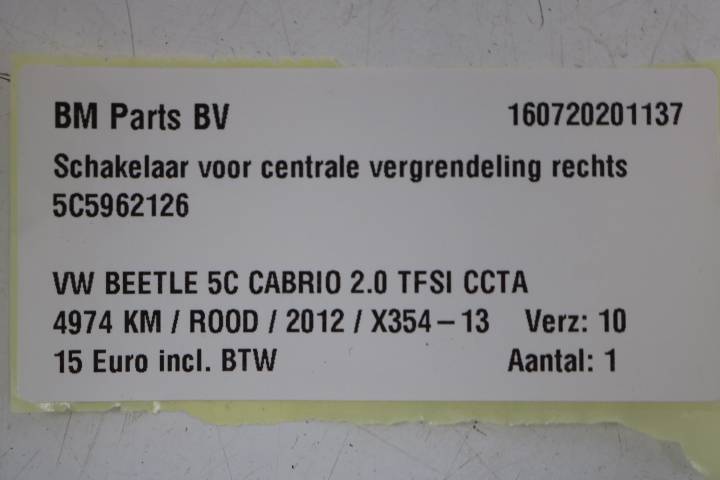 BM Parts BV 160720201137
Schakelaar voor centrale vergrendeling rechts
5C5962126
VW BEETLE 5C CABRIO 2.0 TFSI CCTA
4974 KM / ROOD / 2012 / X354-13 Verz: 10
15 Euro incl. BTW Aantal: 1